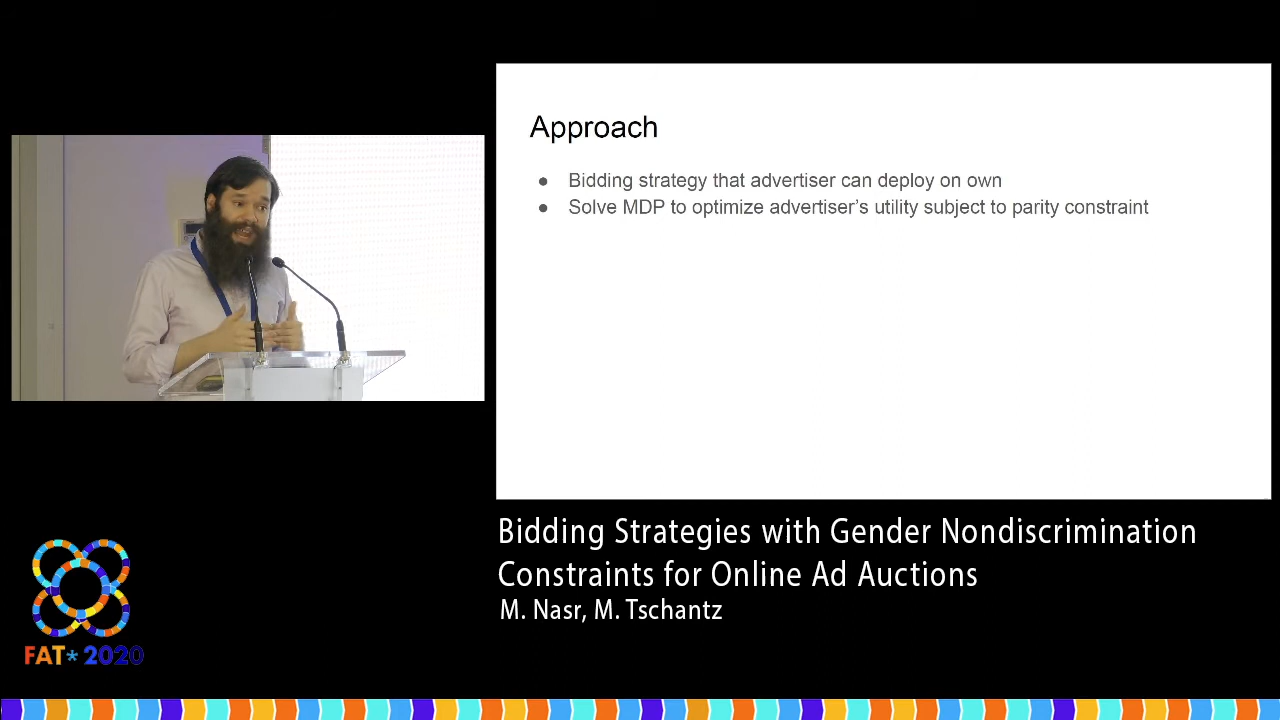 Approach
● Bidding strategy that advertiser can deploy on own
● Solve MDP to optimize advertiser’s utility subject to parity constraint
Bidding Strategies with Gender Nondiscrimination
Constraints for Online Ad Auctions
M. Nasr, M. Tschantz
FAT* 2020